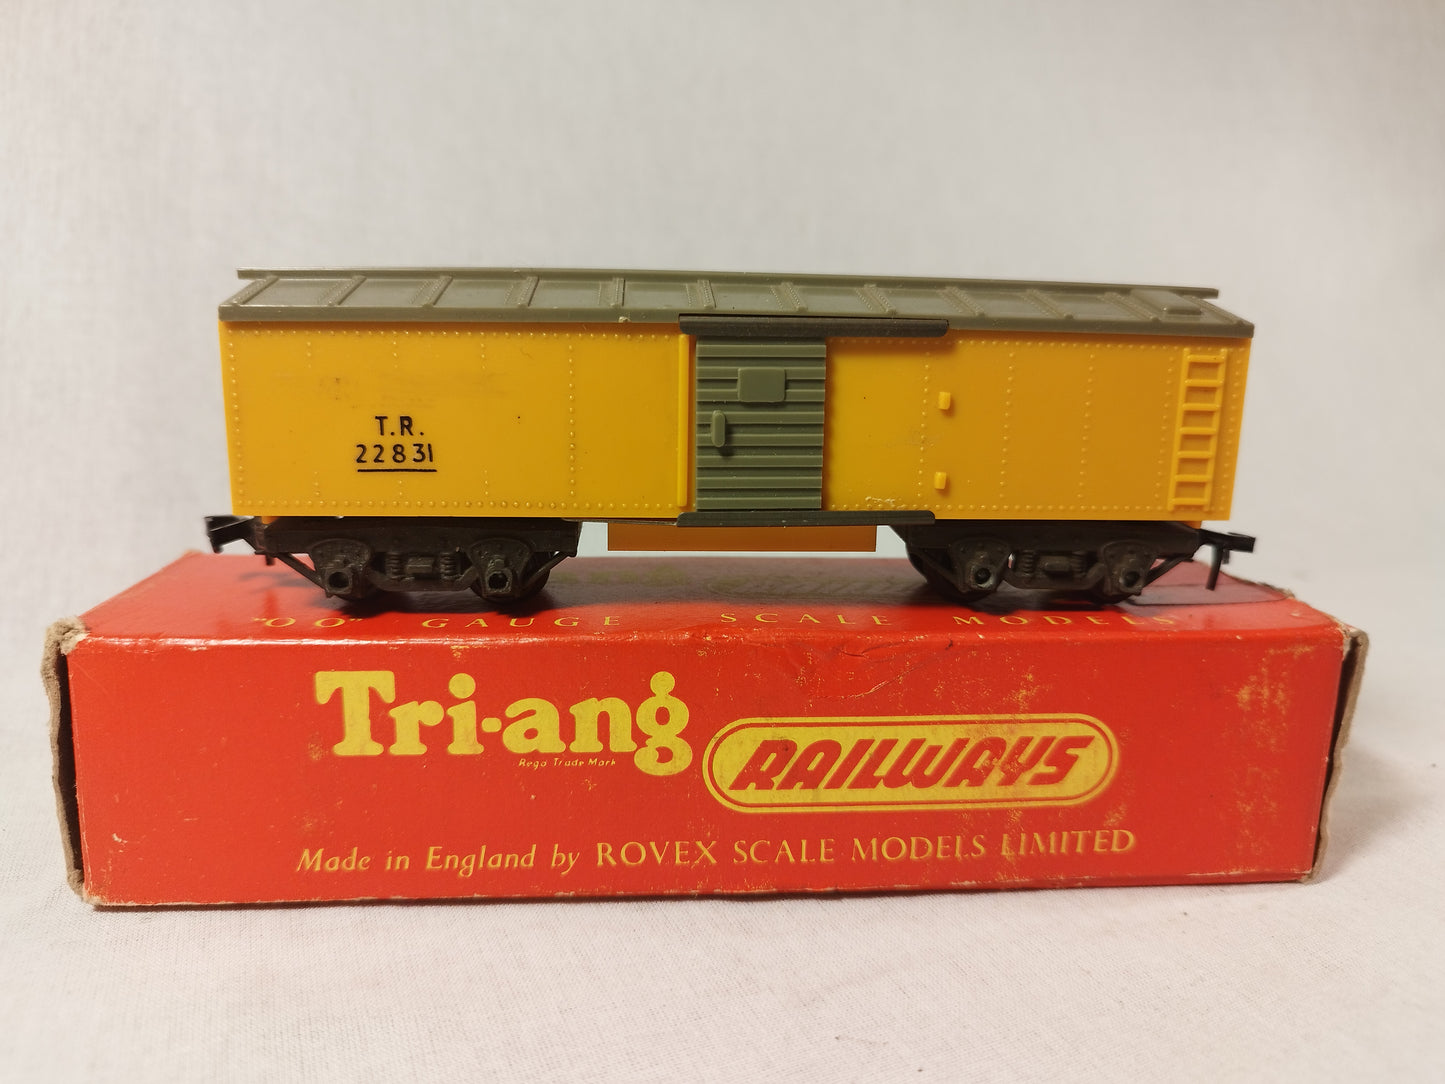 T.R.
22831
"OO" GAUGE SCALE MODELS
Tri-ang
Regd Trade Mark
RAILWAYS
Made in England by ROVEX SCALE MODELS LIMITED